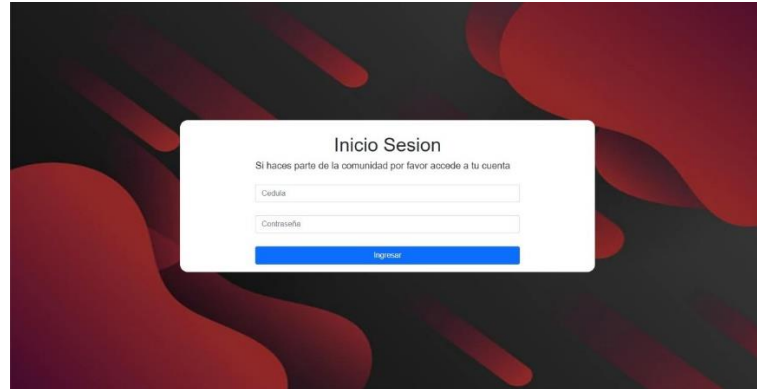 Inicio Sesion
Si haces parte de la comunidad por favor accede a tu cuenta
Cedula
Contraseña
Ingresar